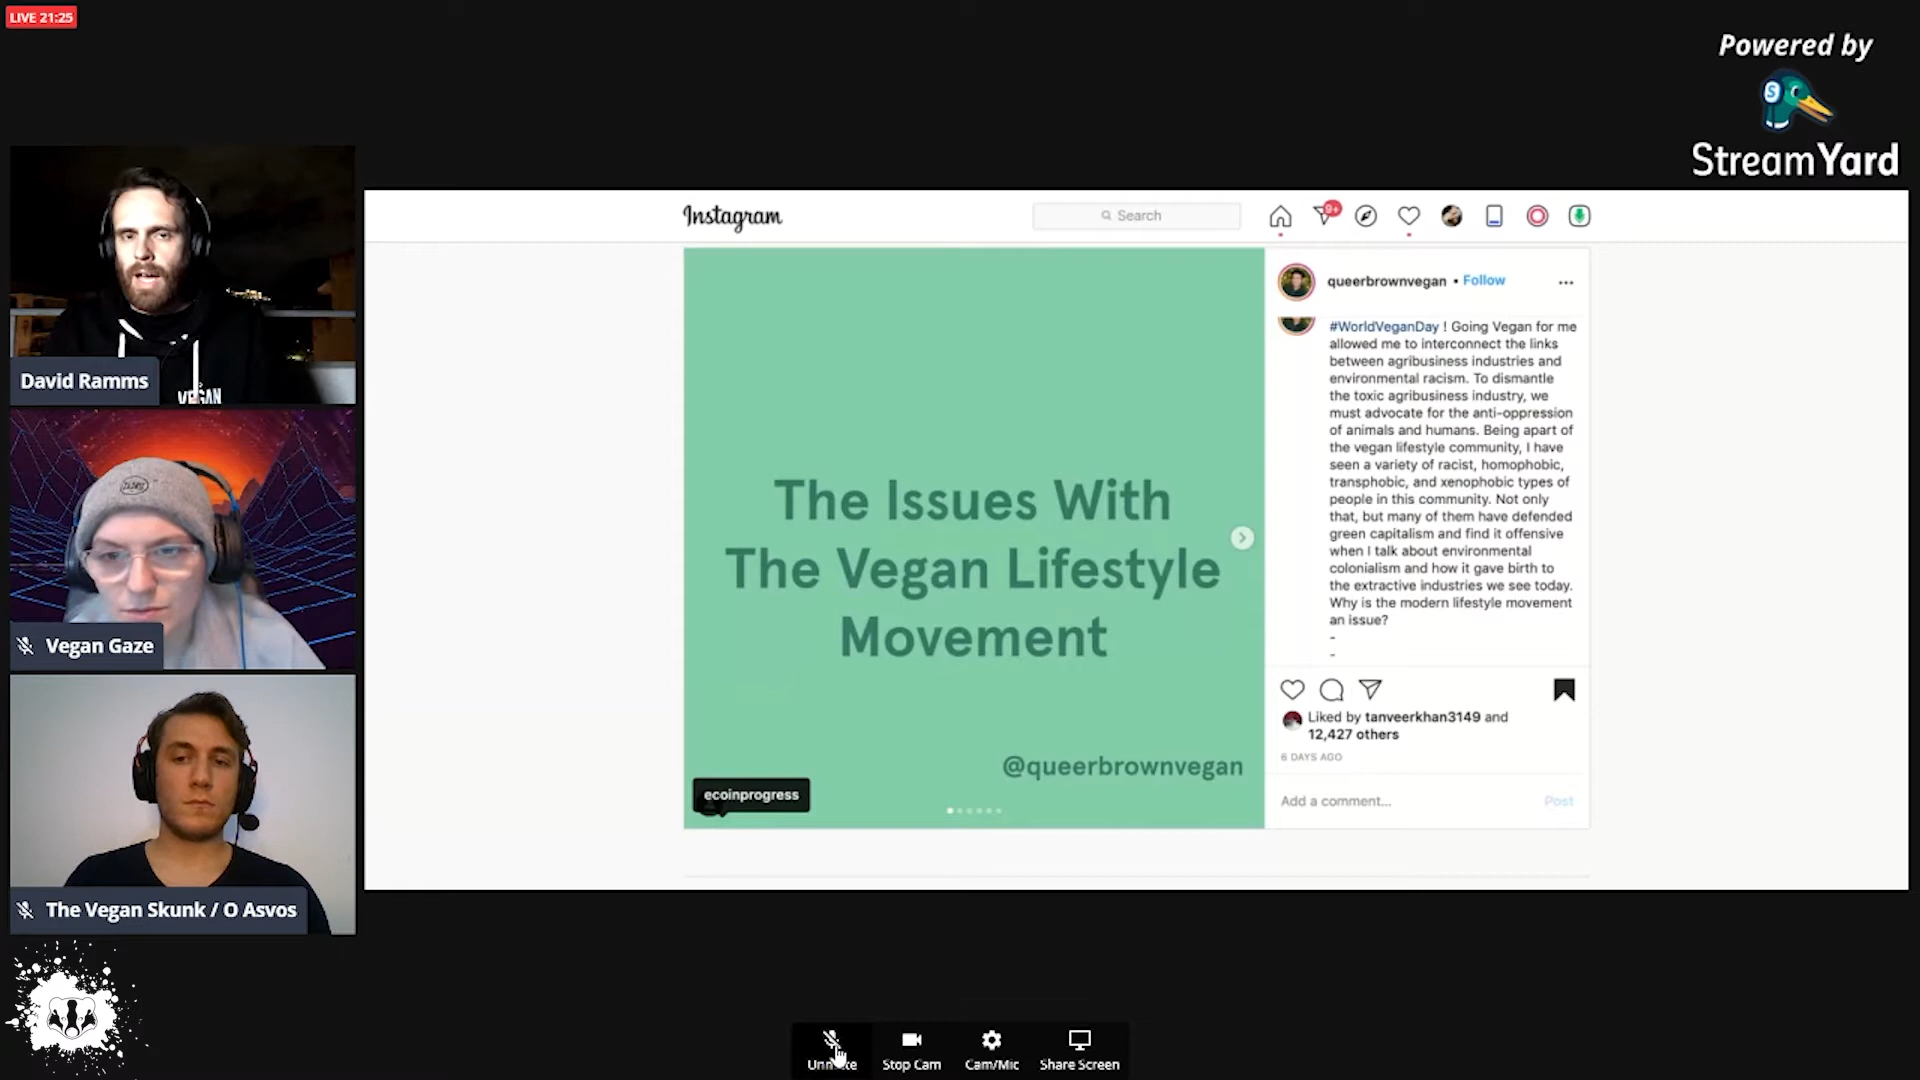 LIVE 21:25
Powered by
StreamYard
David Ramms
VEGAN
Vegan Gaze
The Vegan Skunk / O Asvos
Instagram
Search
9+
The Issues With
The Vegan Lifestyle
Movement
@queerbrownvegan
ecoinprogress
queerbrownvegan • Follow
#WorldVeganDay ! Going Vegan for me
allowed me to interconnect the links
between agribusiness industries and
environmental racism. To dismantle
the toxic agribusiness industry, we
must advocate for the anti-oppression
of animals and humans. Being apart of
the vegan lifestyle community, I have
seen a variety of racist, homophobic,
transphobic, and xenophobic types of
people in this community. Not only
that, but many of them have defended
green capitalism and find it offensive
when I talk about environmental
colonialism and how it gave birth to
the extractive industries we see today.
Why is the modern lifestyle movement
an issue?
-
-
Liked by tanveerkhan3149 and
12,427 others
6 DAYS AGO
Add a comment...
Post
Unmute
Stop Cam
Cam/Mic
Share Screen